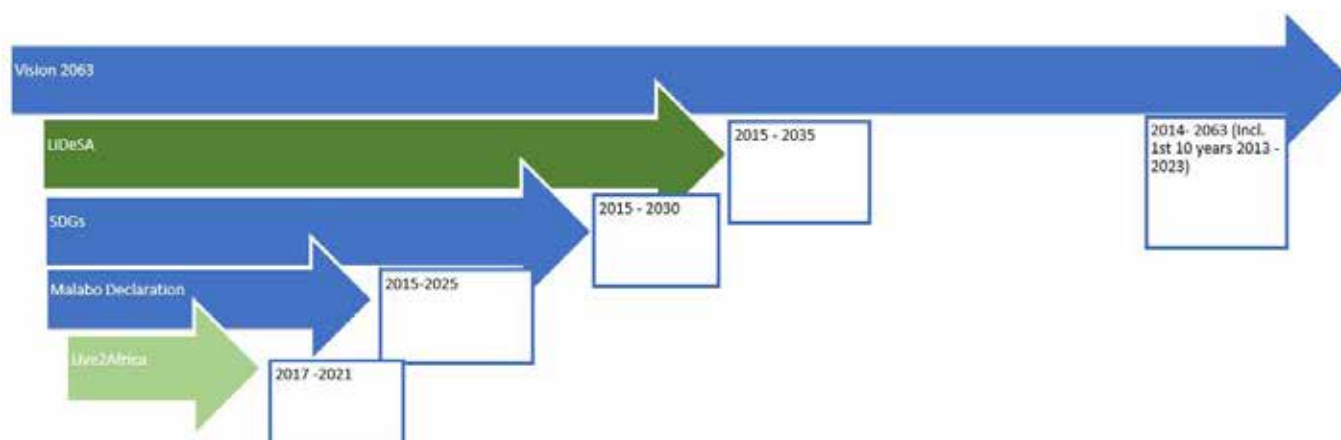 Vision 2063
LiDeSA
2015 - 2035
2014- 2063 (Incl.
1st 10 years 2013 -
2023)
SDGs
2015 - 2030
Malabo Declaration
2015-2025
Live2Africa
2017 -2021